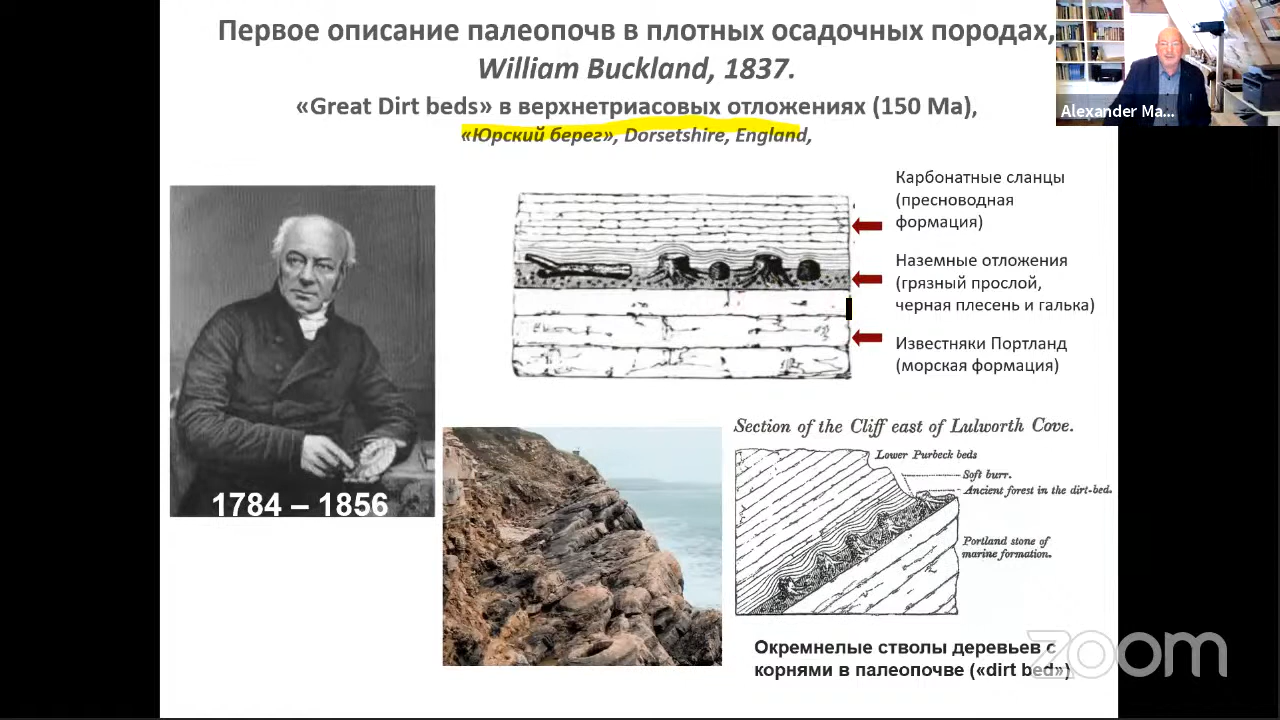 Первое описание палеопочв в плотных осадочных породах,
William Buckland, 1837.
«Great Dirt beds» в верхнетриасовых отложениях (150 Ma),
«Юрский берег», Dorsetshire, England,
Alexander Ma...
Карбонатные сланцы
(пресноводная
формация)
Наземные отложения
(грязный прослой,
черная плесень и галька)
Известняки Портланд
(морская формация)
1784 – 1856
Section of the Cliff east of Lulworth Cove.
Lower Purbeck beds
Soft burr.
Ancient forest in the dirt-bed.
Portland stone of
marine formation.
Окремнелые стволы деревьев с
корнями в палеопочве («dirt bed»)
zoom